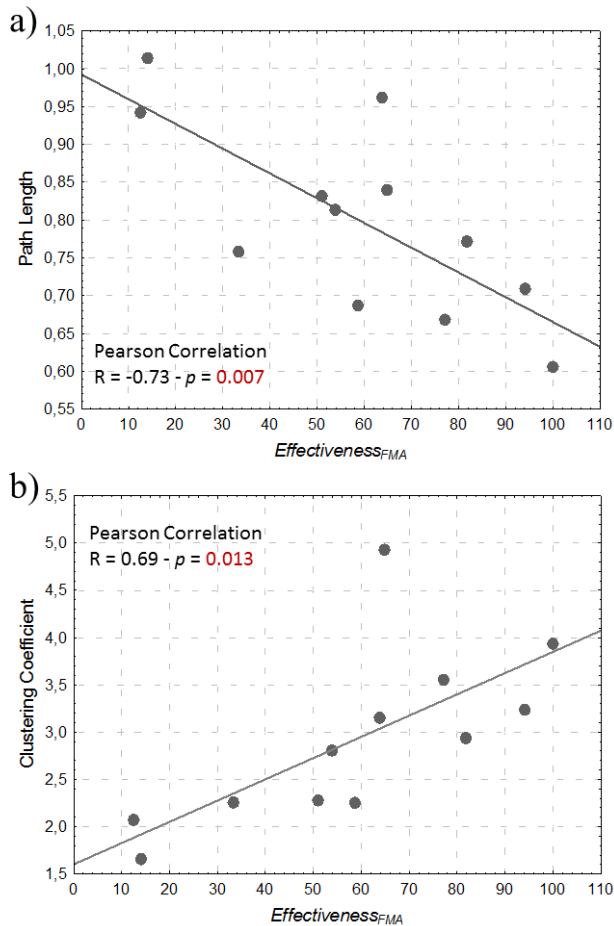 a)
1,05
1,00
0,95
0,90
0,85
0,80
0,75
0,70
0,65
0,60
0,55
Path Length
Pearson Correlation
R = -0.73 - p = 0.007
0 10 20 30 40 50 60 70 80 90 100 110
EffectivenessFMA
b)
5,5
5,0
4,5
4,0
3,5
3,0
2,5
2,0
1,5
Clustering Coefficient
Pearson Correlation
R = 0.69 - p = 0.013
0 10 20 30 40 50 60 70 80 90 100 110
EffectivenessFMA